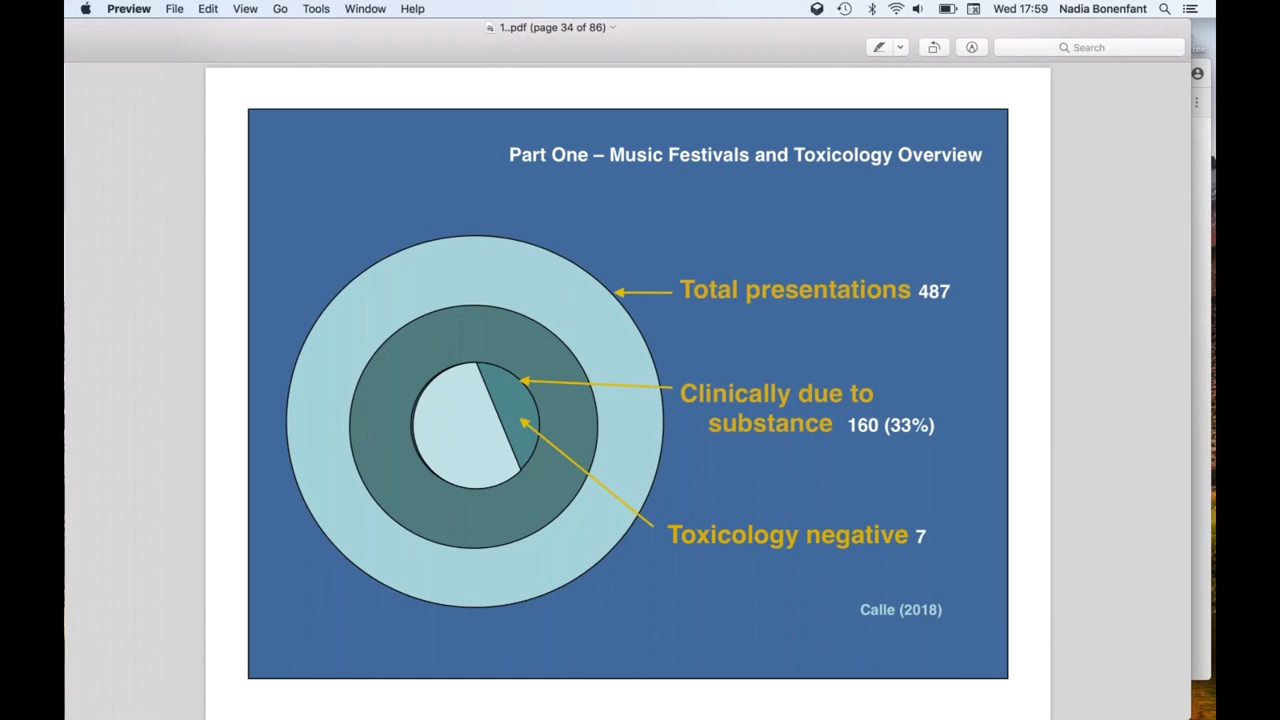 Preview File Edit View Go Tools Window Help Wed 17:59 Nadia Bonenfant
1..pdf (page 34 of 86)
Search
Part One – Music Festivals and Toxicology Overview
Total presentations 487
Clinically due to
substance 160 (33%)
Toxicology negative 7
Calle (2018)